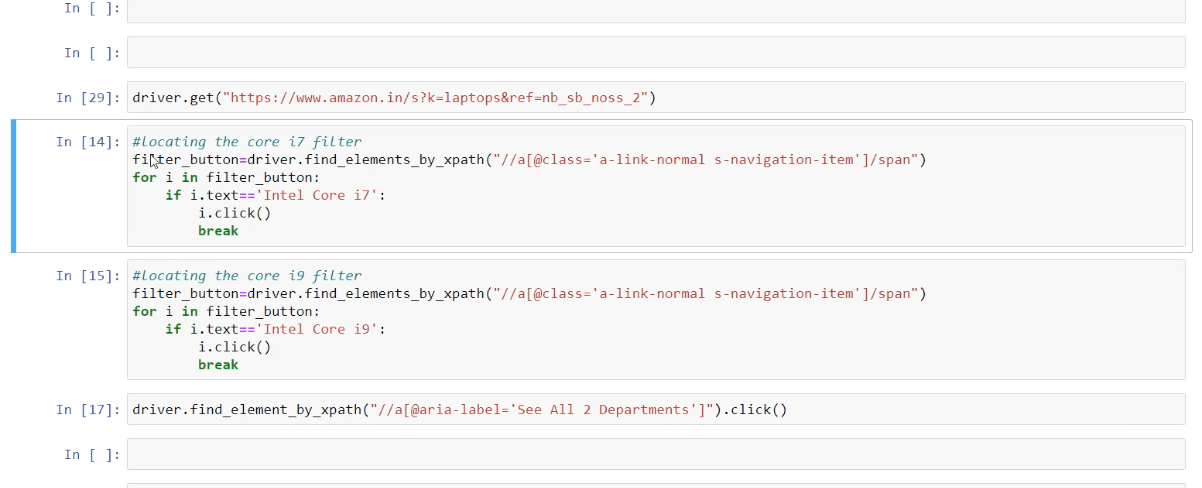 In [ ]:
In [ ]:
In [29]: driver.get("https://www.amazon.in/s?k=laptops&ref=nb_sb_noss_2")
In [14]: #Locating the core i7 filter
filter_button=driver.find_elements_by_xpath("//a[@class='a-link-normal s-navigation-item']/span")
for i in filter_button:
    if i.text=='Intel Core i7':
        i.click()
        break
In [15]: #Locating the core i9 filter
filter_button=driver.find_elements_by_xpath("//a[@class='a-link-normal s-navigation-item']/span")
for i in filter_button:
    if i.text=='Intel Core i9':
        i.click()
        break
In [17]: driver.find_element_by_xpath("//a[@aria-label='See All 2 Departments']").click()
In [ ]: